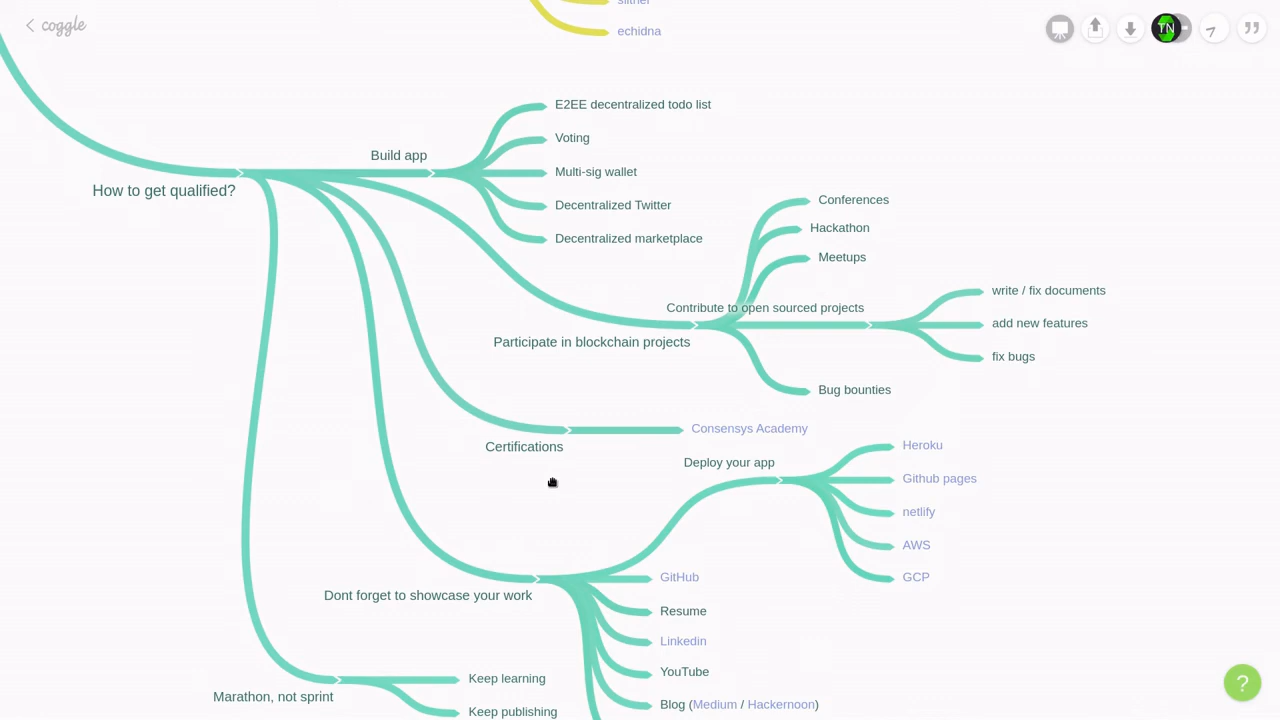 slither
coggle
echidna
TN
?
E2EE decentralized todo list
Voting
Build app
Multi-sig wallet
How to get qualified?
Decentralized Twitter
Decentralized marketplace
Conferences
Hackathon
Meetups
Contribute to open sourced projects
write / fix documents
add new features
fix bugs
Participate in blockchain projects
Bug bounties
Consensys Academy
Certifications
Deploy your app
Heroku
Github pages
netlify
AWS
GCP
Dont forget to showcase your work
GitHub
Resume
Linkedin
YouTube
Blog (Medium / Hackernoon)
Marathon, not sprint
Keep learning
Keep publishing